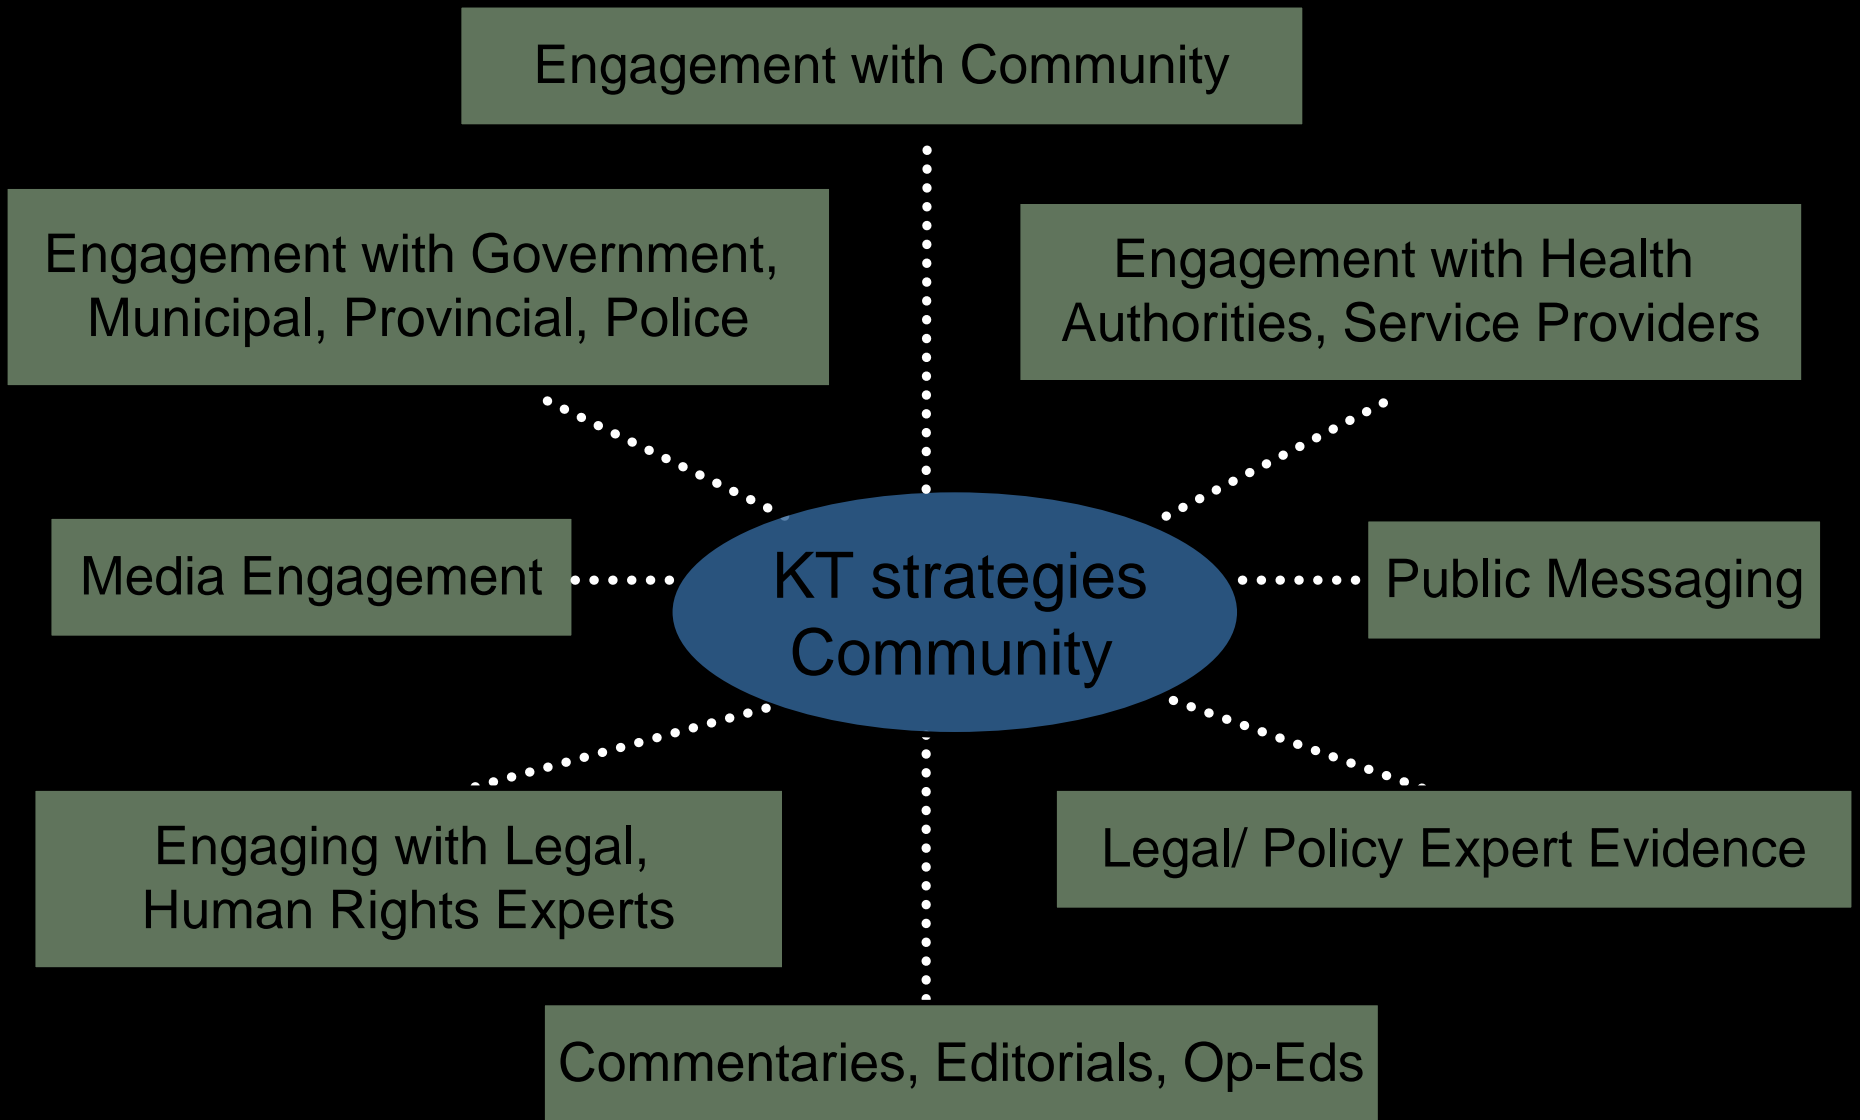 Engagement with Community
Engagement with Government,
Municipal, Provincial, Police
Engagement with Health
Authorities, Service Providers
Media Engagement
KT strategies
Community
Public Messaging
Engaging with Legal,
Human Rights Experts
Legal/ Policy Expert Evidence
Commentaries, Editorials, Op-Eds